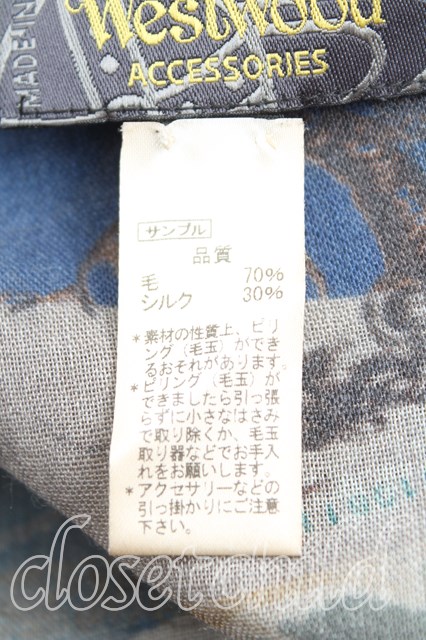 MADE IN
Westwood
ACCESSORIES
サンプル
品質
毛 70%
シルク 30%
*素材の性質上、ピリ
ング(毛玉)ができ
るおそれがあります。
*ピリング(毛玉)が
できましたら引っ張
らずに小さなはさみ
で取り除くか、毛玉
取り器などでお手入
れをお願いします。
*アクセサリーなどの
引っ掛かりにご注意
下さい。
closetchild